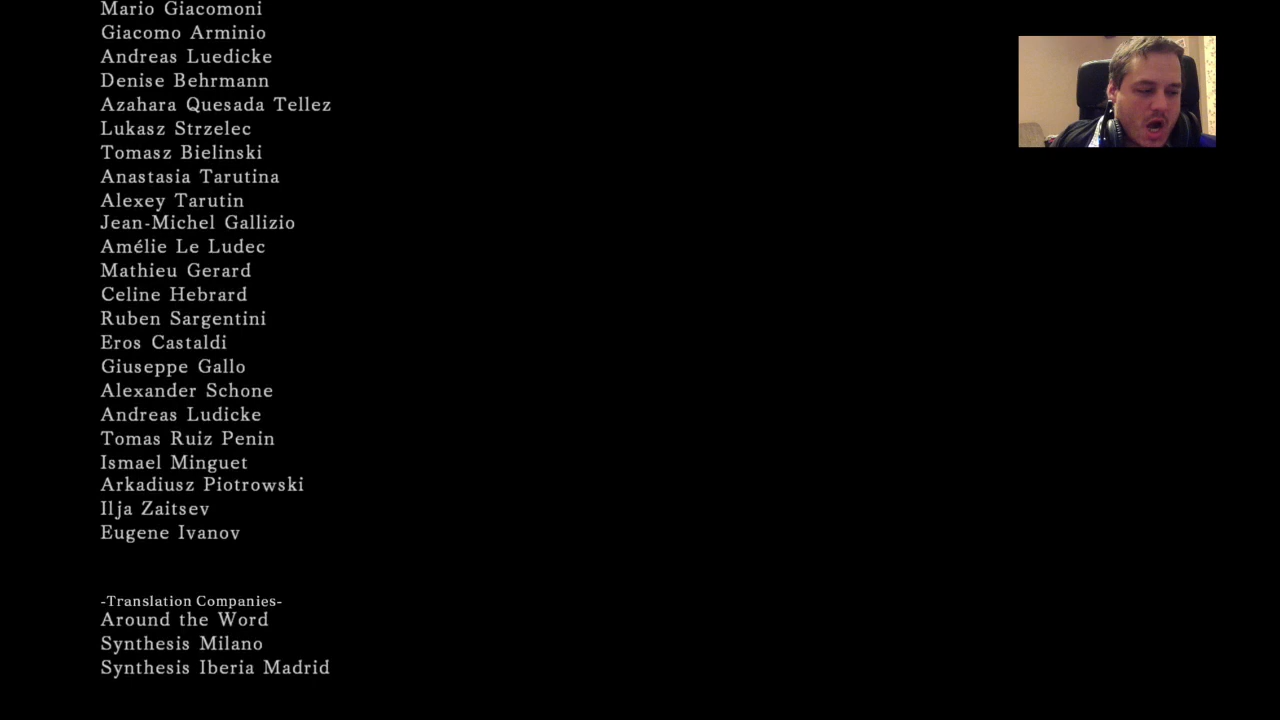 Mario Giacomoni
Giacomo Arminio
Andreas Luedicke
Denise Behrmann
Azahara Quesada Tellez
Lukasz Strzelec
Tomasz Bielinski
Anastasia Tarutina
Alexey Tarutin
Jean-Michel Gallizio
Amélie Le Ludec
Mathieu Gerard
Celine Hebrard
Ruben Sargentini
Eros Castaldi
Giuseppe Gallo
Alexander Schone
Andreas Ludicke
Tomas Ruiz Penin
Ismael Minguet
Arkadiusz Piotrowski
Ilja Zaitsev
Eugene Ivanov
-Translation Companies-
Around the Word
Synthesis Milano
Synthesis Iberia Madrid